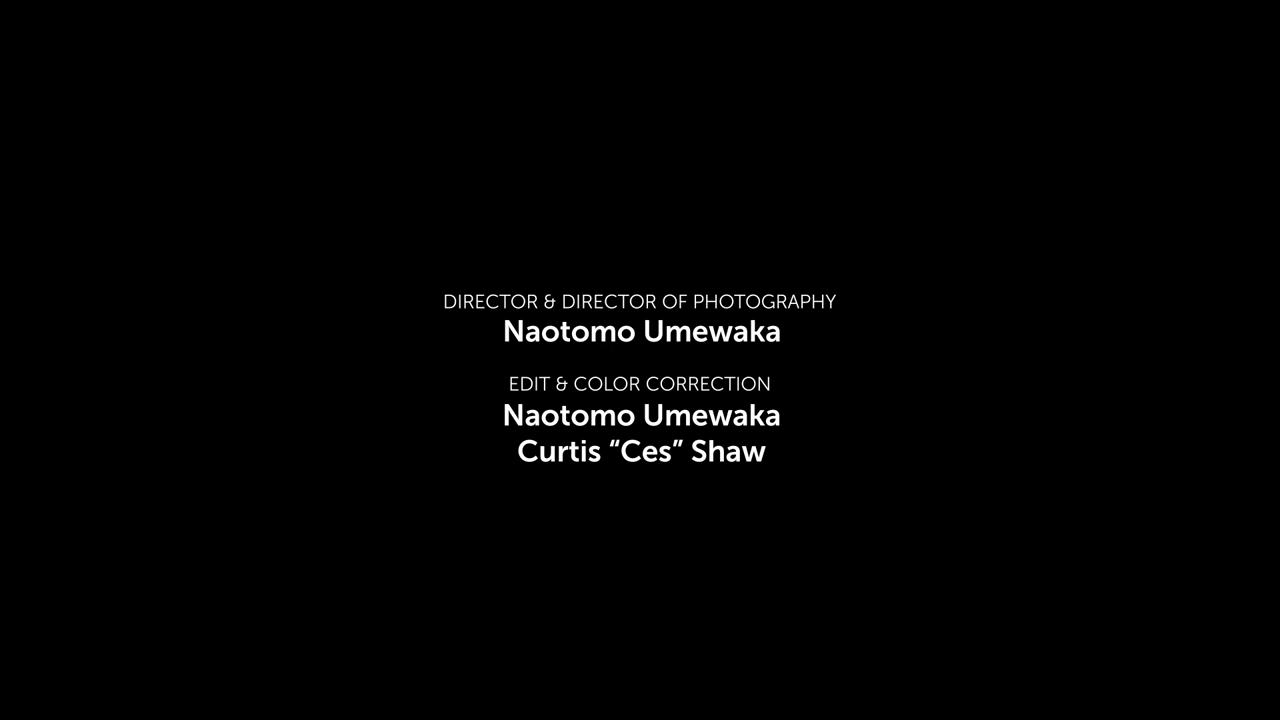 DIRECTOR & DIRECTOR OF PHOTOGRAPHY
Naotomo Umewaka
EDIT & COLOR CORRECTION
Naotomo Umewaka
Curtis “Ces” Shaw